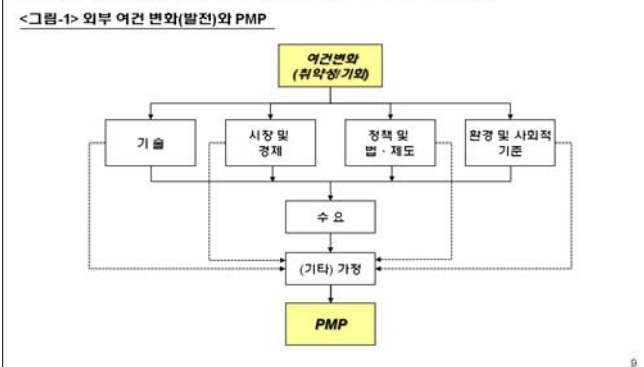 <그림-1> 외부 여건 변화(발전)와 PMP
여건변화
(취약성/기회)
기 술
시장 및
경제
정책 및
법 · 제도
환경 및 사회적
기준
수 요
(기타) 가정
PMP
9